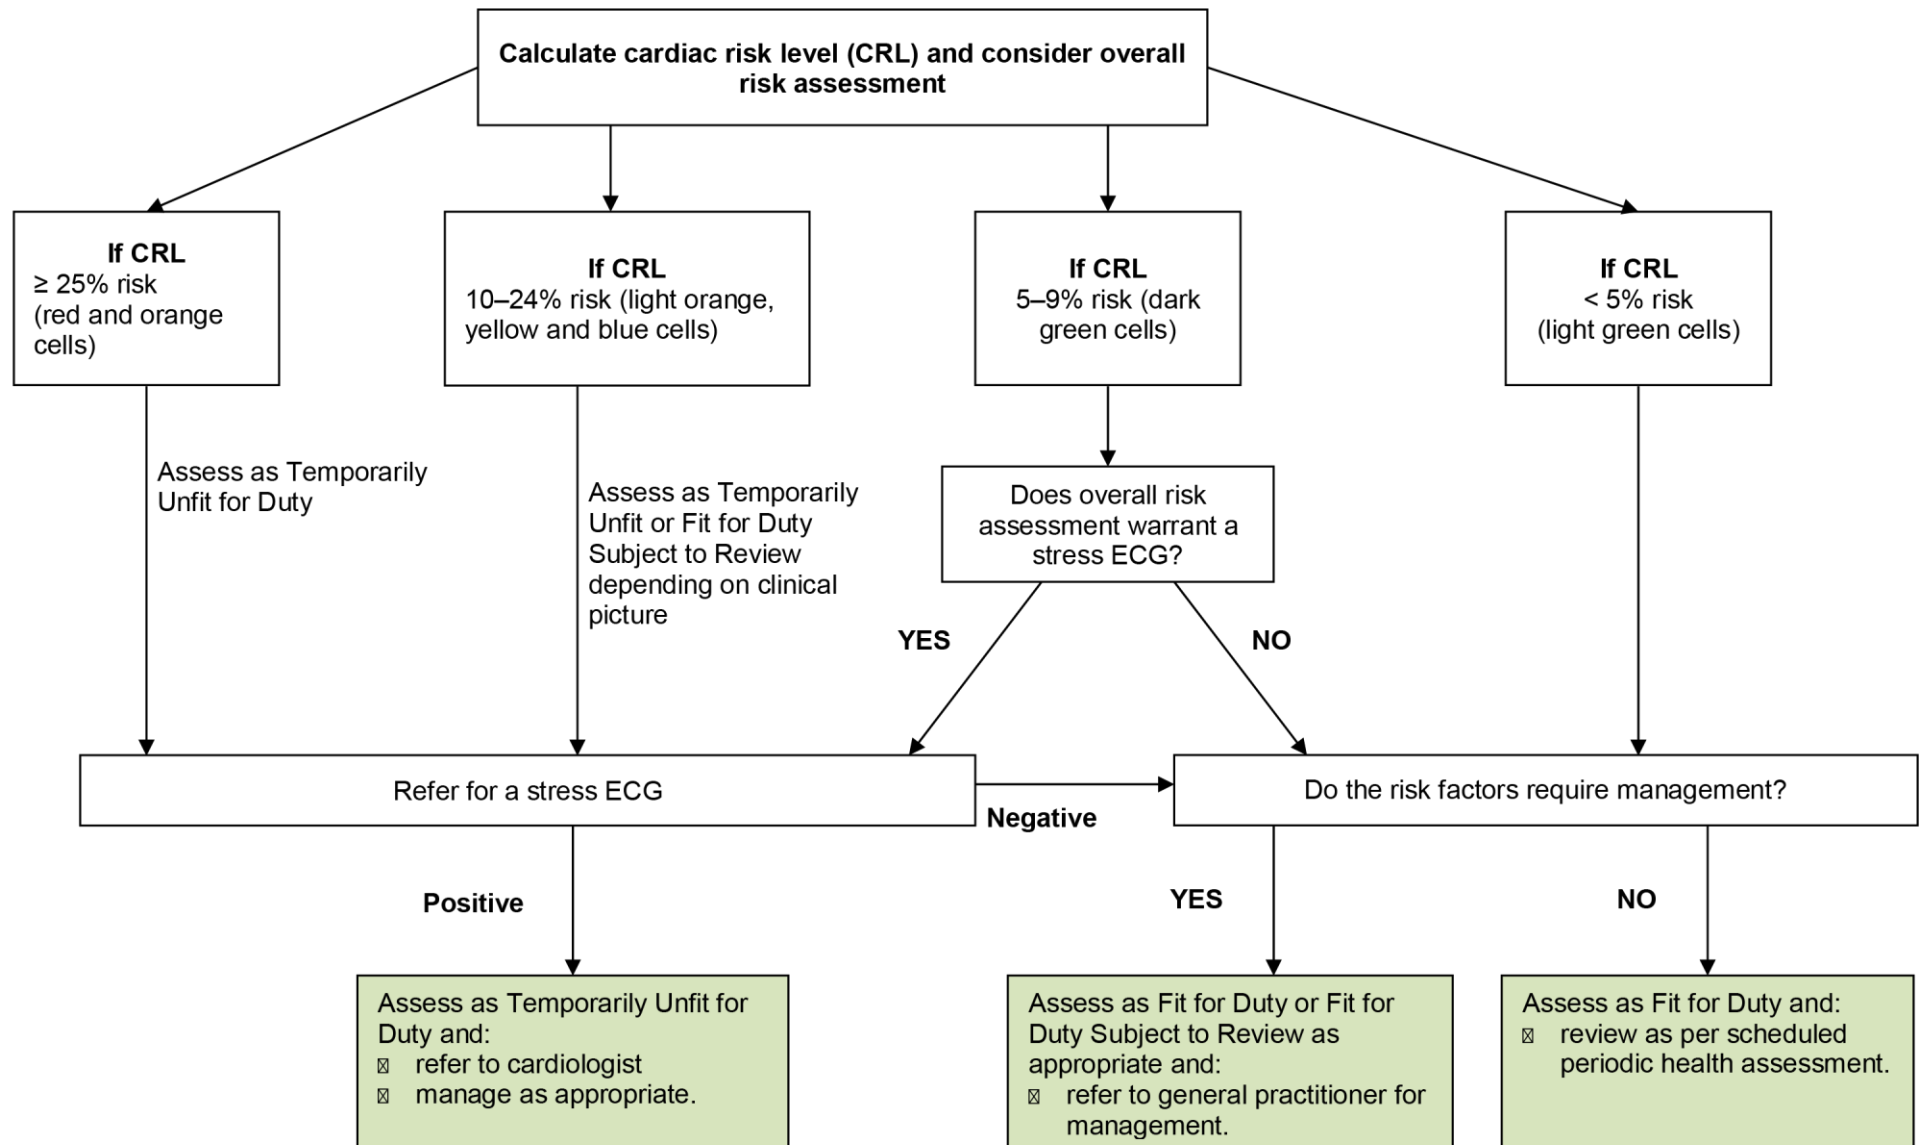 Calculate cardiac risk level (CRL) and consider overall
risk assessment
If CRL
≥ 25% risk
(red and orange
cells)
If CRL
10–24% risk (light orange,
yellow and blue cells)
If CRL
5–9% risk (dark
green cells)
If CRL
< 5% risk
(light green cells)
Assess as Temporarily
Unfit for Duty
Assess as Temporarily
Unfit or Fit for Duty
Subject to Review
depending on clinical
picture
Does overall risk
assessment warrant a
stress ECG?
YES
NO
Refer for a stress ECG
Negative
Do the risk factors require management?
Positive
YES
NO
Assess as Temporarily Unfit for
Duty and:
refer to cardiologist
manage as appropriate.
Assess as Fit for Duty or Fit for
Duty Subject to Review as
appropriate and:
refer to general practitioner for
management.
Assess as Fit for Duty and:
review as per scheduled
periodic health assessment.